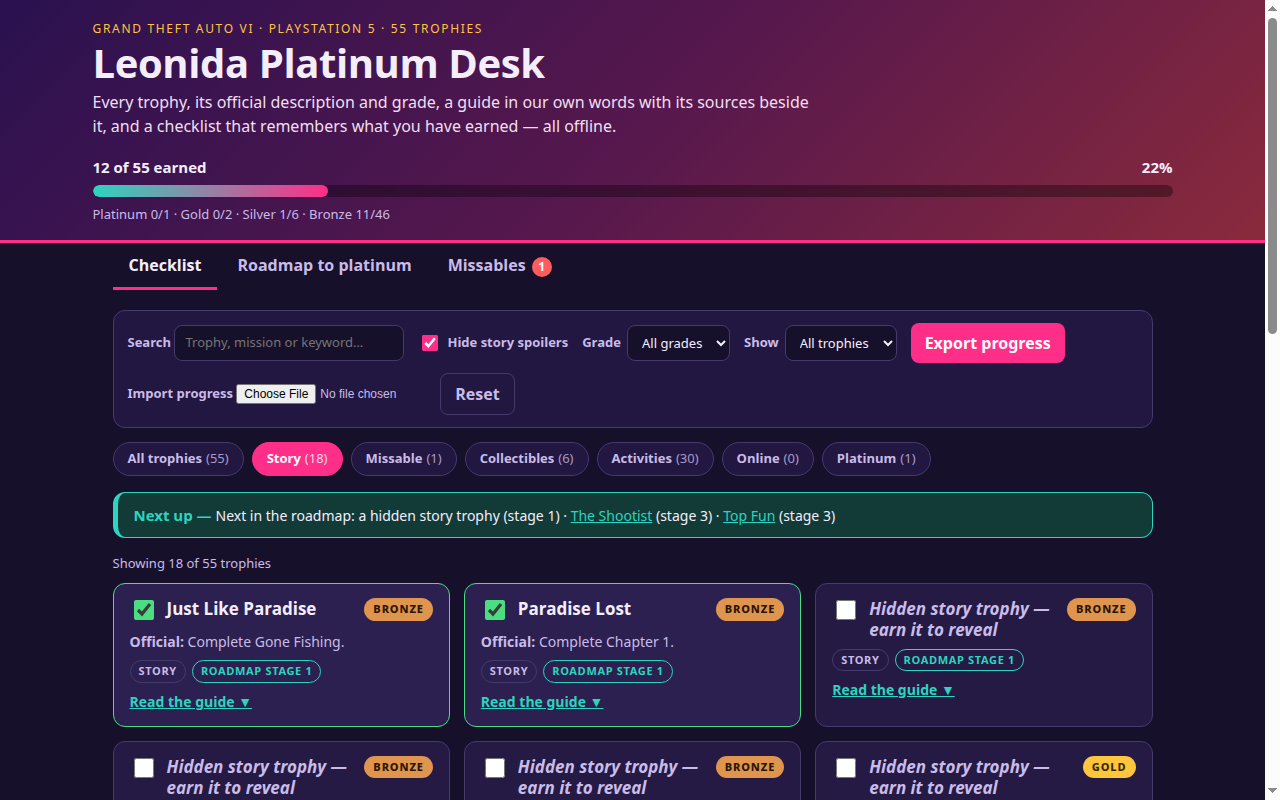 GRAND THEFT AUTO VI · PLAYSTATION 5 · 55 TROPHIES
Leonida Platinum Desk
Every trophy, its official description and grade, a guide in our own words with its sources beside
it, and a checklist that remembers what you have earned — all offline.
12 of 55 earned 22%
Platinum 0/1 · Gold 0/2 · Silver 1/6 · Bronze 11/46
Checklist Roadmap to platinum Missables 1
Search Trophy, mission or keyword... Hide story spoilers Grade All grades Show All trophies Export progress
Import progress Choose File No file chosen Reset
All trophies (55) Story (18) Missable (1) Collectibles (6) Activities (30) Online (0) Platinum (1)
Next up — Next in the roadmap: a hidden story trophy (stage 1) · The Shootist (stage 3) · Top Fun (stage 3)
Showing 18 of 55 trophies
Just Like Paradise BRONZE
Official: Complete Gone Fishing.
STORY ROADMAP STAGE 1
Read the guide ▼
Paradise Lost BRONZE
Official: Complete Chapter 1.
STORY ROADMAP STAGE 1
Read the guide ▼
Hidden story trophy — BRONZE
earn it to reveal
STORY ROADMAP STAGE 1
Read the guide ▼
Hidden story trophy — BRONZE
earn it to reveal
Hidden story trophy — BRONZE
earn it to reveal
Hidden story trophy — GOLD
earn it to reveal